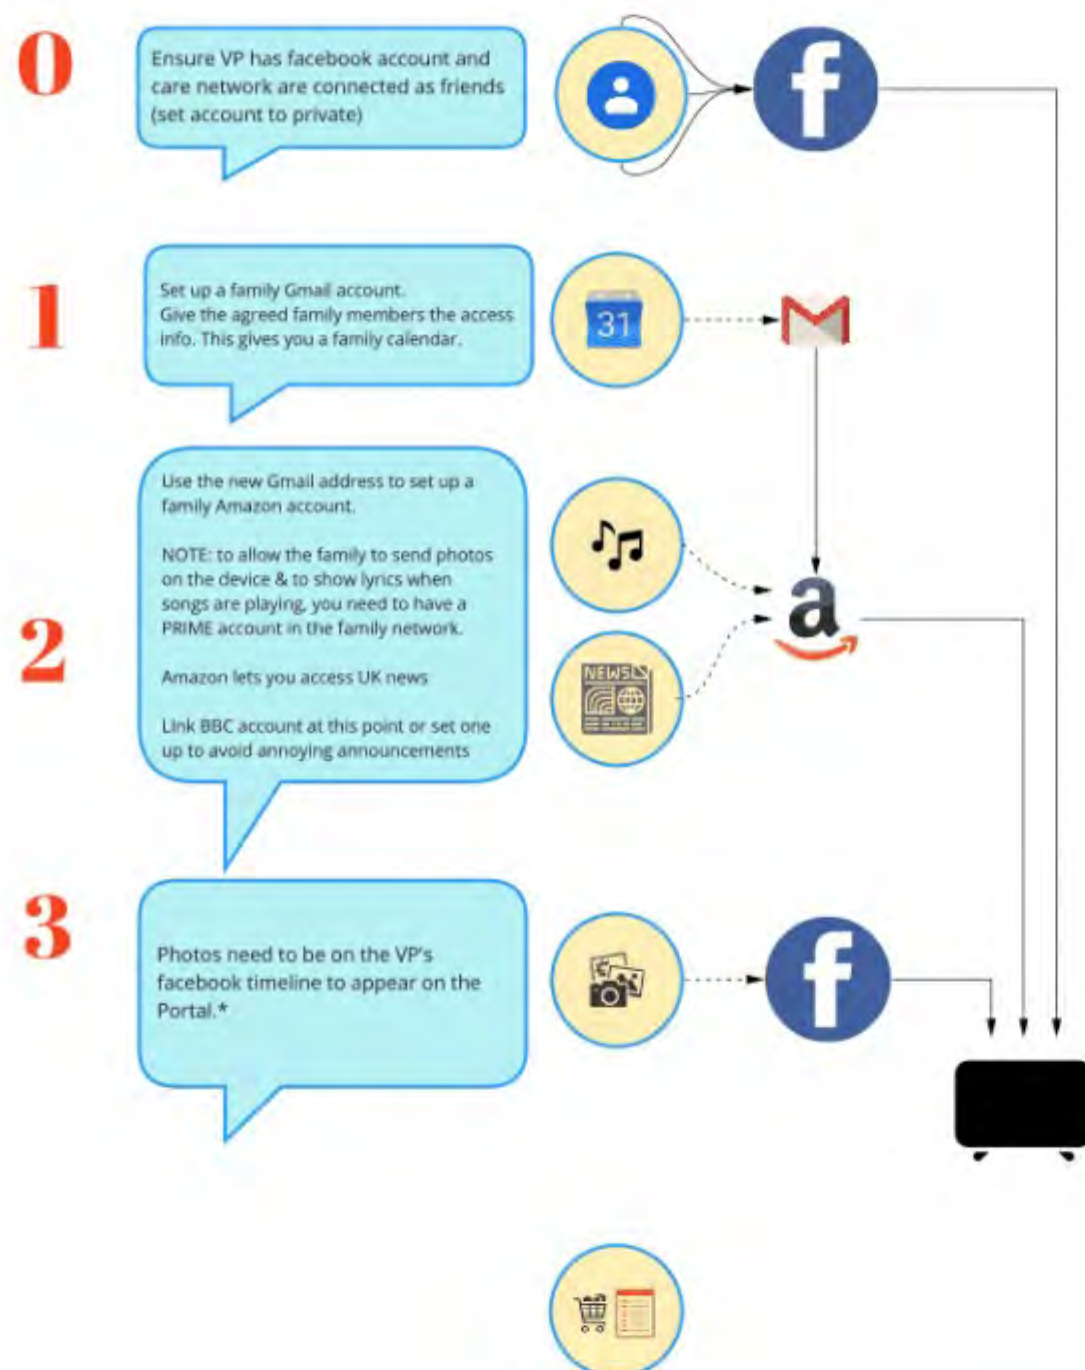 0
Ensure VP has facebook account and
care network are connected as friends
(set account to private)
f
1
Set up a family Gmail account.
Give the agreed family members the access
info. This gives you a family calendar.
31
2
Use the new Gmail address to set up a
family Amazon account.
NOTE: to allow the family to send photos
on the device & to show lyrics when
songs are playing, you need to have a
PRIME account in the family network.
Amazon lets you access UK news
Link BBC account at this point or set one
up to avoid annoying announcements
a
NEWS
3
Photos need to be on the VP's
facebook timeline to appear on the
Portal.*
f